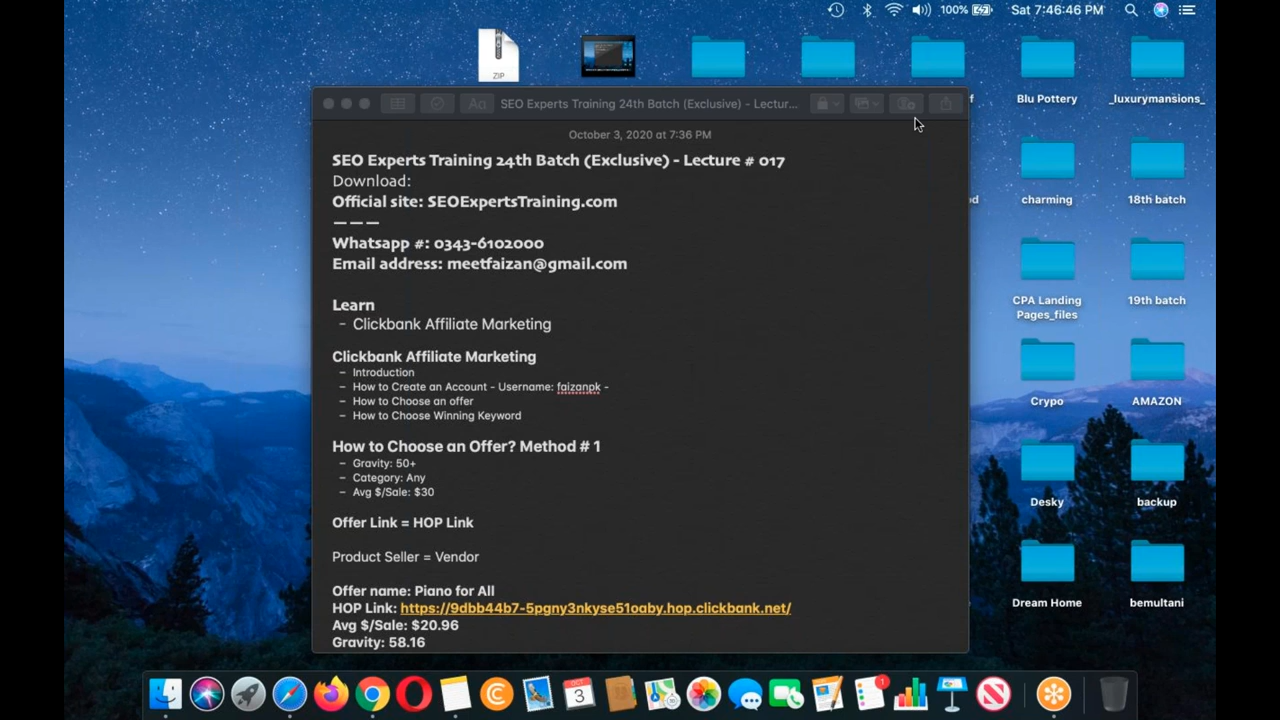 100% Sat 7:46:46 PM
ZIP
SEO Experts Training 24th Batch (Exclusive) - Lectur...
October 3, 2020 at 7:36 PM
SEO Experts Training 24th Batch (Exclusive) - Lecture # 017
Download:
Official site: SEOExpertsTraining.com
———
Whatsapp #: 0343-6102000
Email address: meetfaizan@gmail.com
Learn
- Clickbank Affiliate Marketing
Clickbank Affiliate Marketing
- Introduction
- How to Create an Account - Username: faizanpk -
- How to Choose an offer
- How to Choose Winning Keyword
How to Choose an Offer? Method # 1
- Gravity: 50+
- Category: Any
- Avg $/Sale: $30
Offer Link = HOP Link
Product Seller = Vendor
Offer name: Piano for All
HOP Link: https://9dbb44b7-5pgny3nkyse51oaby.hop.clickbank.net/
Avg $/Sale: $20.96
Gravity: 58.16
Blu Pottery
_luxurymansions_
charming
18th batch
CPA Landing
Pages_files
19th batch
Crypo
AMAZON
Desky
backup
Dream Home
bemultani
OCT
3
1